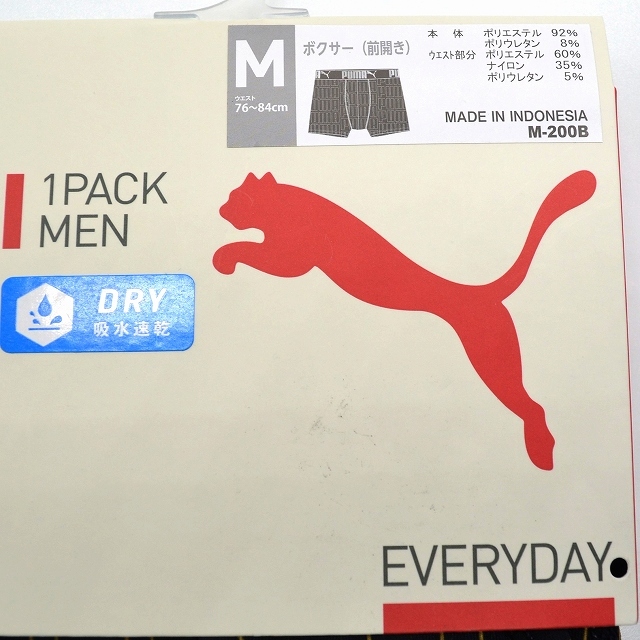 M
ウエスト
76〜84cm
ボクサー（前開き）
PUMA
本 体 ポリエステル 92%
ポリウレタン 8%
ウエスト部分 ポリエステル 60%
ナイロン 35%
ポリウレタン 5%
MADE IN INDONESIA
M-200B
1PACK
MEN
DRY
吸水速乾
EVERYDAY